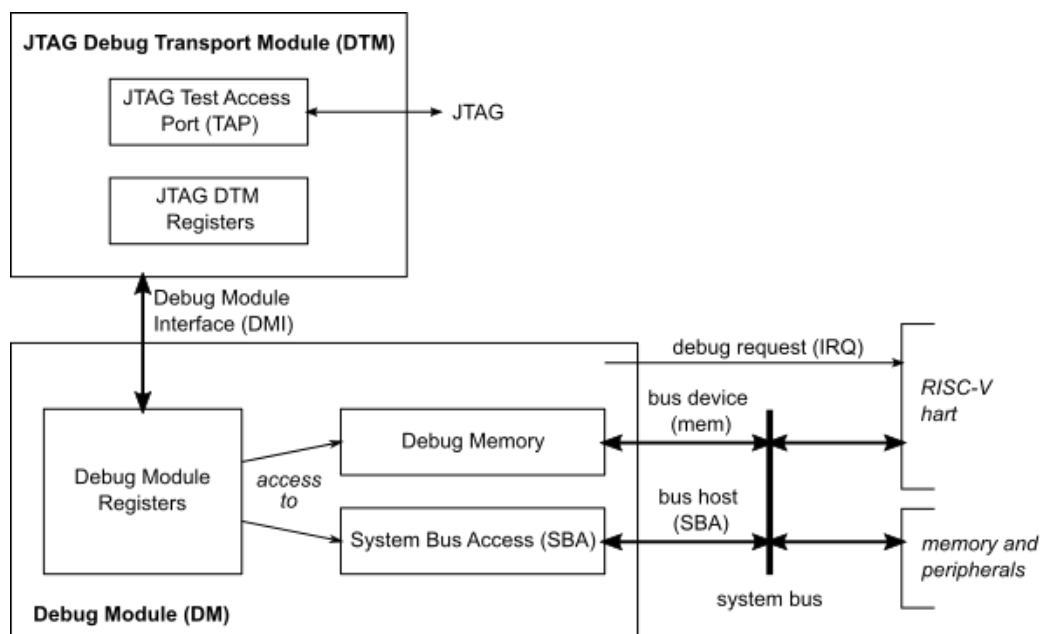 JTAG Debug Transport Module (DTM)
JTAG Test Access
Port (TAP)
JTAG
JTAG DTM
Registers
Debug Module
Interface (DMI)
debug request (IRQ)
RISC-V
hart
bus device
(mem)
Debug Memory
Debug Module
Registers
access
to
bus host
(SBA)
System Bus Access (SBA)
memory and
peripherals
system bus
Debug Module (DM)